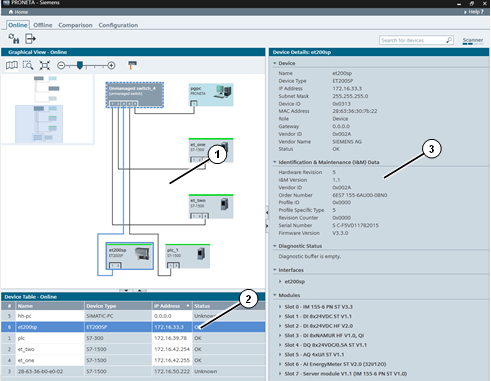 PRONETA - Siemens
Home
Help ?
Online Offline Comparison Configuration
Search for devices
Scanner
Graphical View - Online
Unmanaged switch_4
(unmanaged switch)
pgpc
PRONETA
et_one
S7-1500
1
et_two
S7-1500
et200sp
ET200SP
plc_1
S7-1500
Device Table - Online
2
# Name Device Type IP Address Status
5 hh-pc SIMATIC-PC 0.0.0.0 Unknown
6 et200sp ET200SP 172.16.33.3 OK
1 plc S7-300 172.16.39.78 OK
2 et_two S7-1500 172.16.42.254 OK
4 et_one S7-1500 172.16.42.255 OK
3 28-63-36-b0-e0-02 172.16.50.222 Unknown
Device Details: et200sp
Device
Name et200sp
Device Type ET200SP
IP Address 172.16.33.3
Subnet Mask 255.255.255.0
Device ID 0x0313
MAC Address 28:63:36:30:76:22
Role Device
Gateway 0.0.0.0
Vendor ID 0x002A
Vendor Name SIEMENS AG
Status OK
3
Identification & Maintenance (I&M) Data
Hardware Revision 5
I&M Version 1.1
Vendor ID 0x002A
Order Number 6ES7 155-6AU00-0BN0
Profile ID 0x0000
Profile Specific Type 5
Revision Counter 0x0000
Serial Number S C-F5VD11782015
Firmware Version V3.3.0
Diagnostic Status
Diagnostic buffer is empty.
Interfaces
et200sp
Modules
Slot 0 - IM 155-6 PN ST V3.3
Slot 1 - DI 8x24VDC ST V1.1
Slot 2 - DI 8x24VDC HF V2.0
Slot 3 - DI 8xNAMUR HF V1.0, QI
Slot 4 - DQ 8x24VDC/0.5A ST V1.1
Slot 5 - AQ 4xU/I ST V1.1
Slot 6 - AI EnergyMeter ST V2.0 (32I/12O)
Slot 7 - Server module V1.1 (IM 155-6 PN ST V1.0)